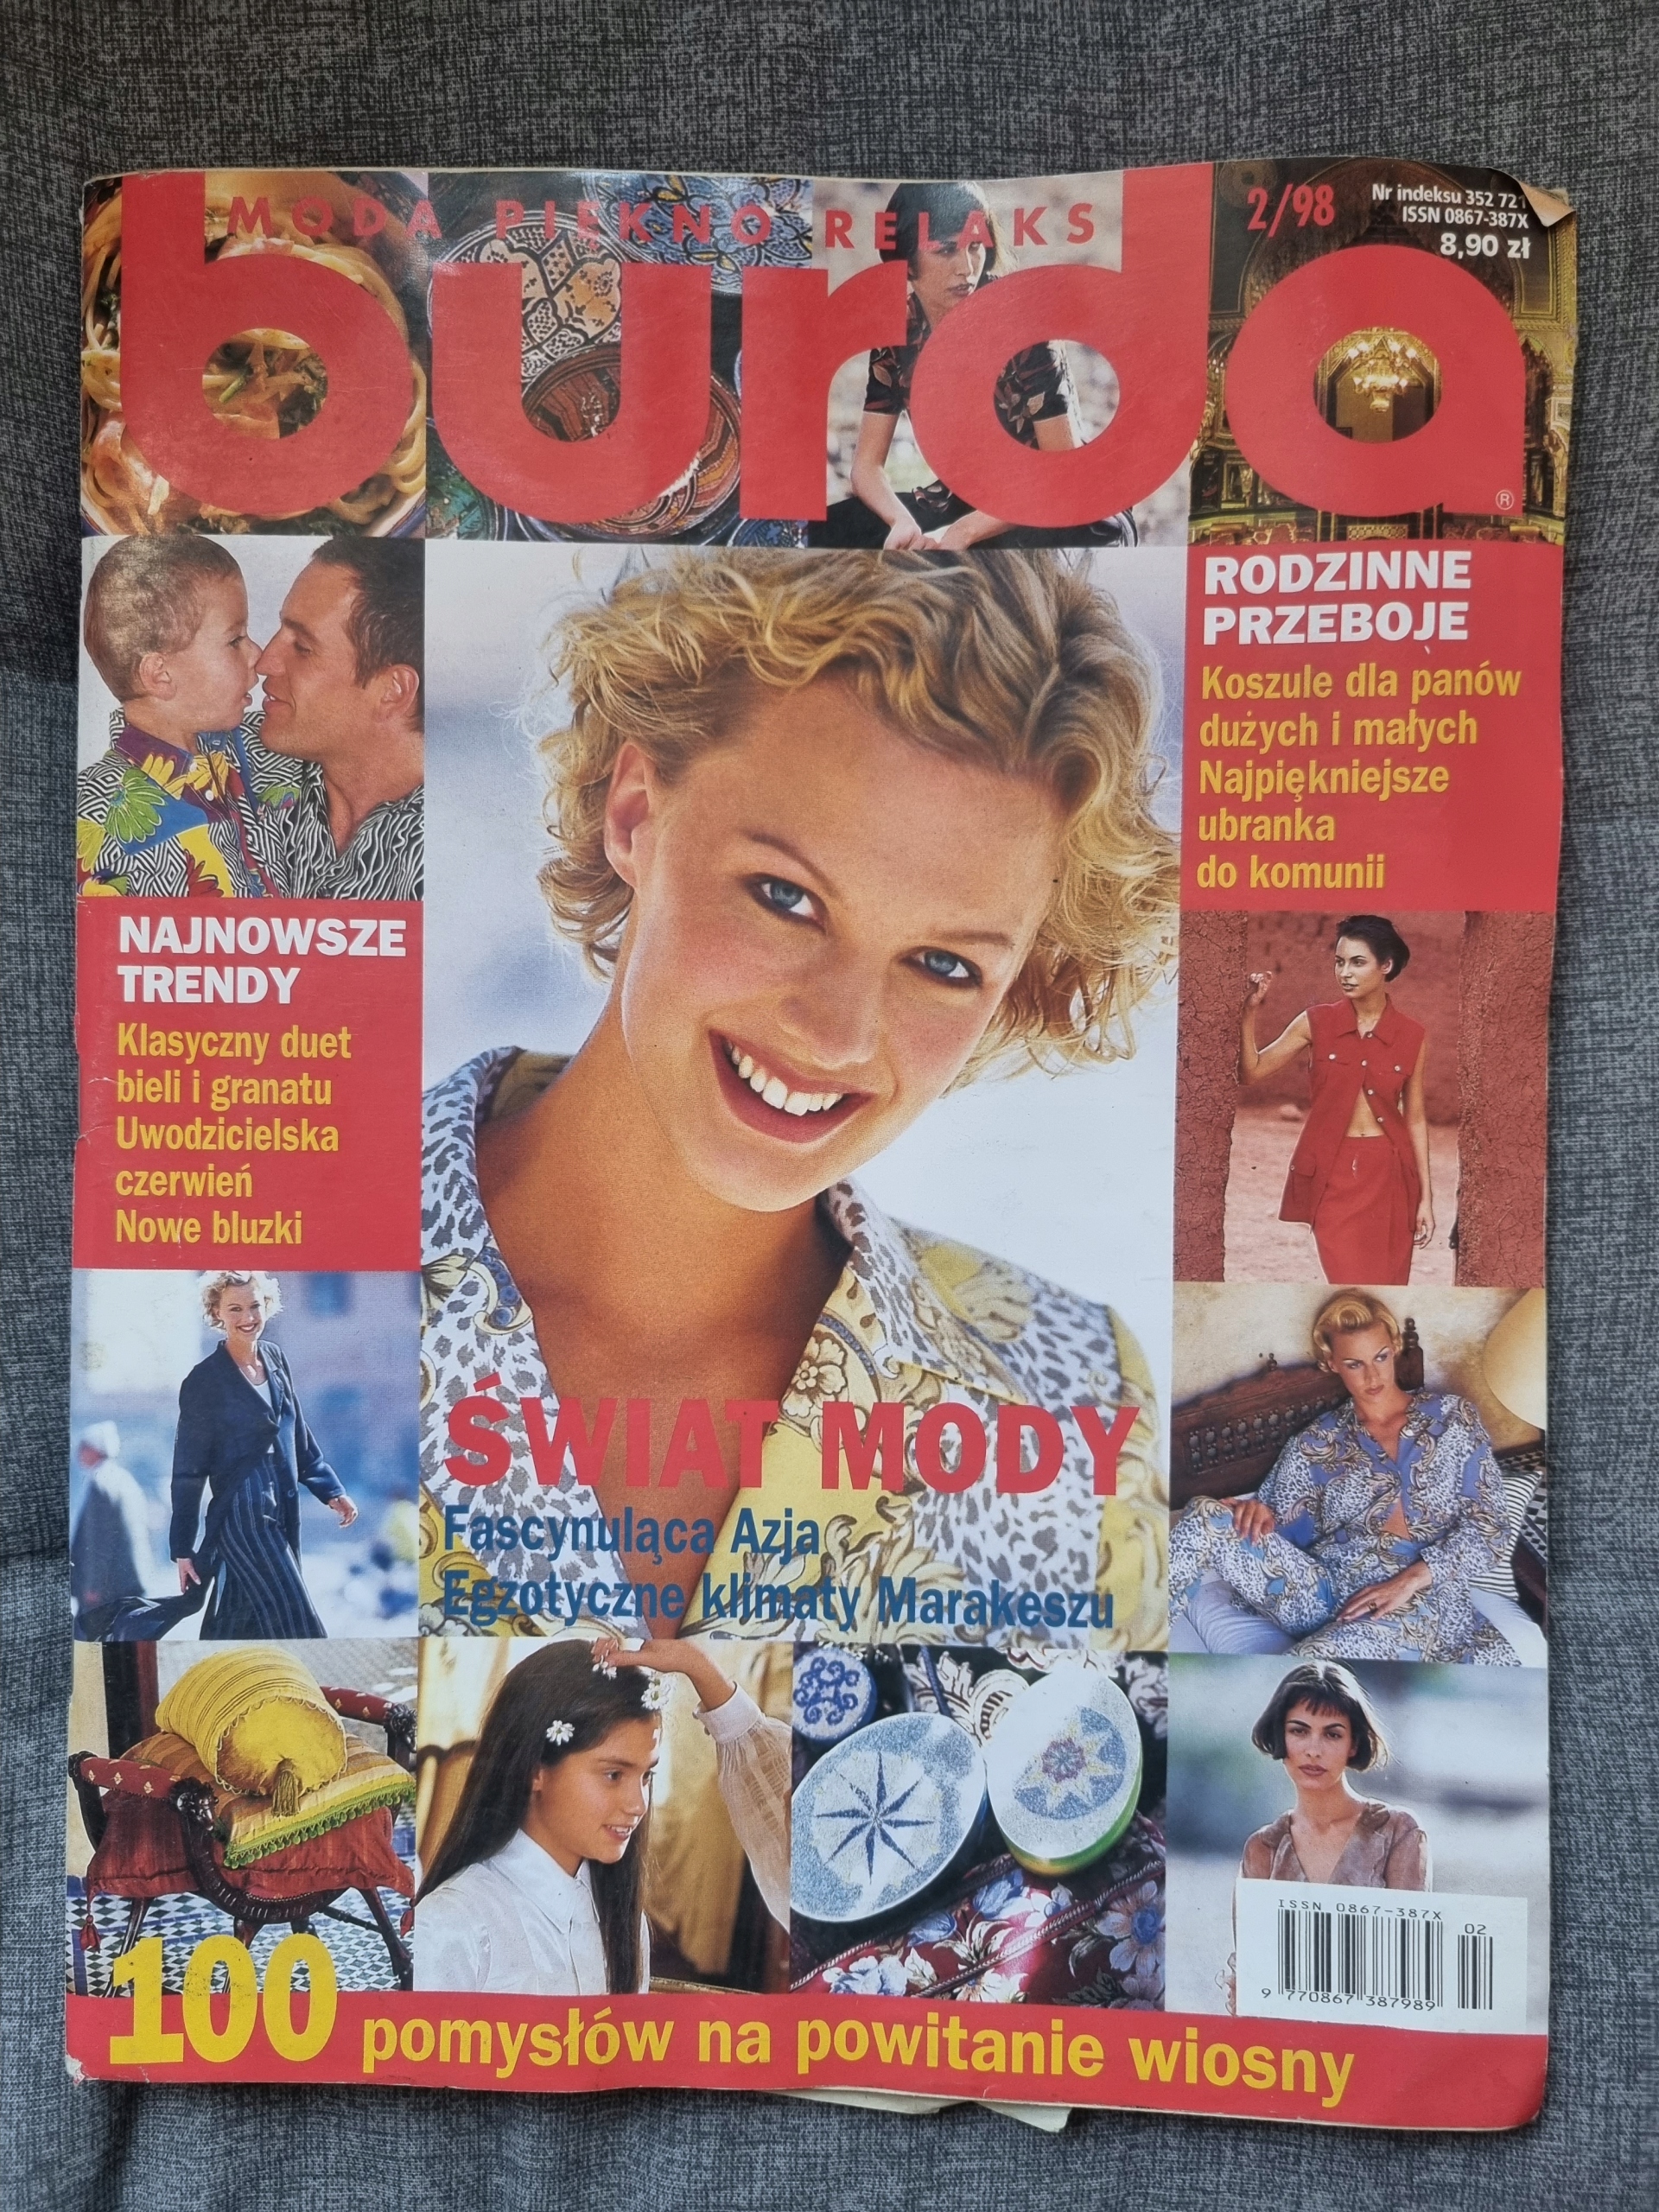 MODA PIĘKNO RELAKS
burda
®
2/98
Nr indeksu 352 721
ISSN 0867-387X
8,90 zł
RODZINNE
PRZEBOJE
Koszule dla panów
dużych i małych
Najpiękniejsze
ubranka
do komunii
NAJNOWSZE
TRENDY
Klasyczny duet
bieli i granatu
Uwodzicielska
czerwień
Nowe bluzki
ŚWIAT MODY
Fascynuląca Azja
Egzotyczne klimaty Marakeszu
ISSN 0867-387X
02
9 770867 387989
100 pomysłów na powitanie wiosny